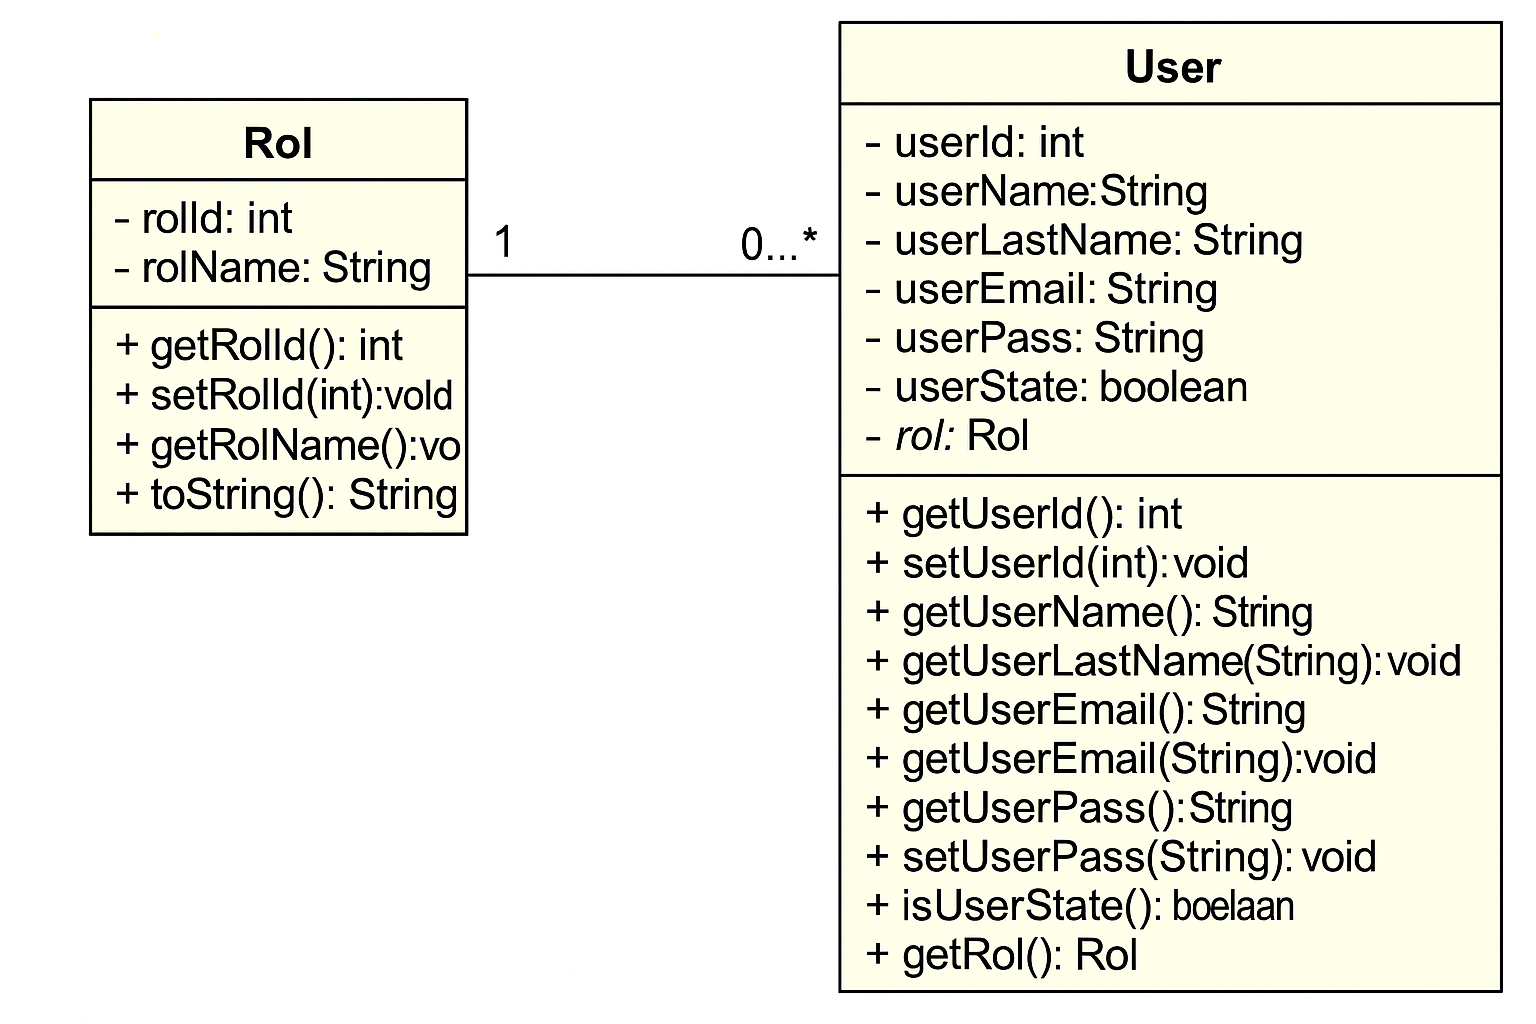 Rol
- rolId: int
- rolName: String
+ getRolId(): int
+ setRolId(int):vold
+ getRolName():vo
+ toString(): String
1
0...*
User
- userId: int
- userName:String
- userLastName: String
- userEmail: String
- userPass: String
- userState: boolean
- rol: Rol
+ getUserId(): int
+ setUserId(int):void
+ getUserName(): String
+ getUserLastName(String):void
+ getUserEmail(): String
+ getUserEmail(String):void
+ getUserPass():String
+ setUserPass(String): void
+ isUserState(): boelaan
+ getRol(): Rol